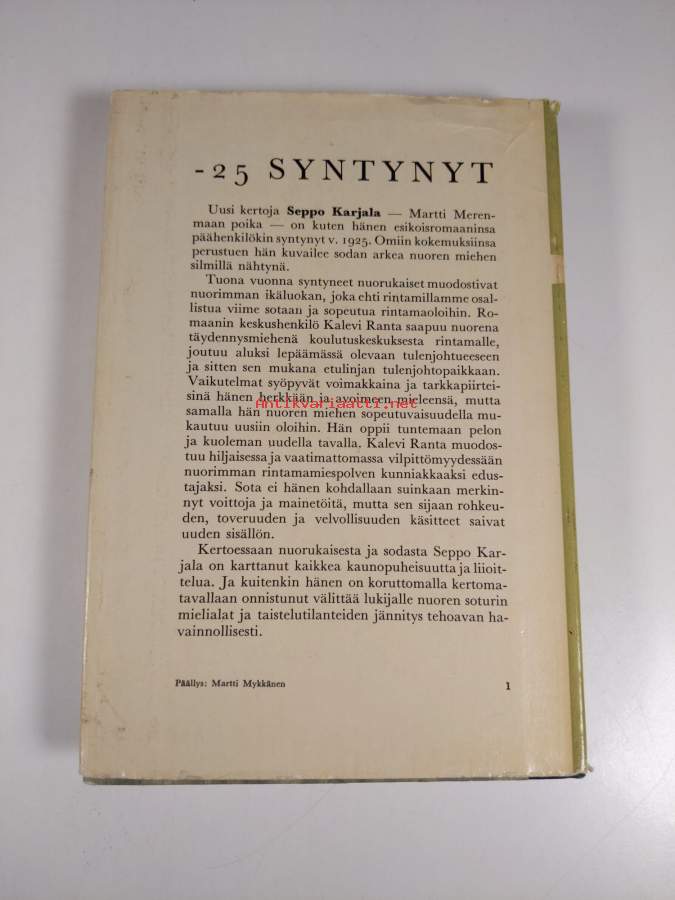 -25 SYNTYNYT
Uusi kertoja Seppo Karjala — Martti Meren-
maan poika — on kuten hänen esikoisromaaninsa
päähenkilökin syntynyt v. 1925. Omiin kokemuksiinsa
perustuen hän kuvailee sodan arkea nuoren miehen
silmillä nähtynä.
Tuona vuonna syntyneet nuorukaiset muodostivat
nuorimman ikäluokan, joka ehti rintamillamme osal-
listua viime sotaan ja sopeutua rintamaoloihin. Ro-
maanin keskushenkilö Kalevi Ranta saapuu nuorena
täydennysmiehenä koulutuskeskuksesta rintamalle,
joutuu aluksi lepäämässä olevaan tulenjohtueeseen
ja sitten sen mukana etulinjan tulenjohtopaikkaan.
Vaikutelmat syöpyvät voimakkaina ja tarkkapiirtei-
sinä hänen herkkään ja avoimeen mieleensä, mutta
Antikvariaatti.net
samalla hän nuoren miehen sopeutuvaisuudella mu-
kautuu uusiin oloihin. Hän oppii tuntemaan pelon
ja kuoleman uudella tavalla. Kalevi Ranta muodos-
tuu hiljaisessa ja vaatimattomassa vilpittömyydessään
nuorimman rintamamiespolven kunniakkaaksi edus-
tajaksi. Sota ei hänen kohdallaan suinkaan merkin-
nyt voittoja ja mainetöitä, mutta sen sijaan rohkeu-
den, toveruuden ja velvollisuuden käsitteet saivat
uuden sisällön.
Kertoessaan nuorukaisesta ja sodasta Seppo Kar-
jala on karttanut kaikkea kaunopuheisuutta ja liioit-
telua. Ja kuitenkin hänen on koruttomalla kertoma-
tavallaan onnistunut välittää lukijalle nuoren soturin
mielialat ja taistelutilanteiden jännitys tehoavan ha-
vainnollisesti.
Päällys: Martti Mykkänen
1